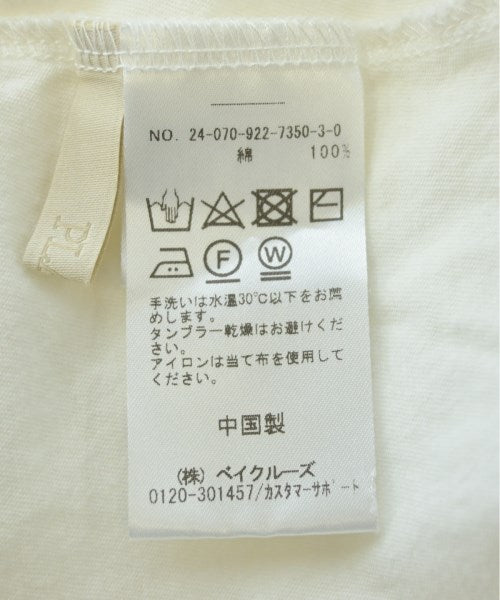 NO. 24-070-922-7350-3-0
綿 100%
F W
手洗いは水温30℃以下をお薦
めします。
タンブラー乾燥はお避けくださ
い。
アイロンは当て布を使用して
ください。
中国製
(株) ベイクルーズ
0120-301457/カスタマーサポート